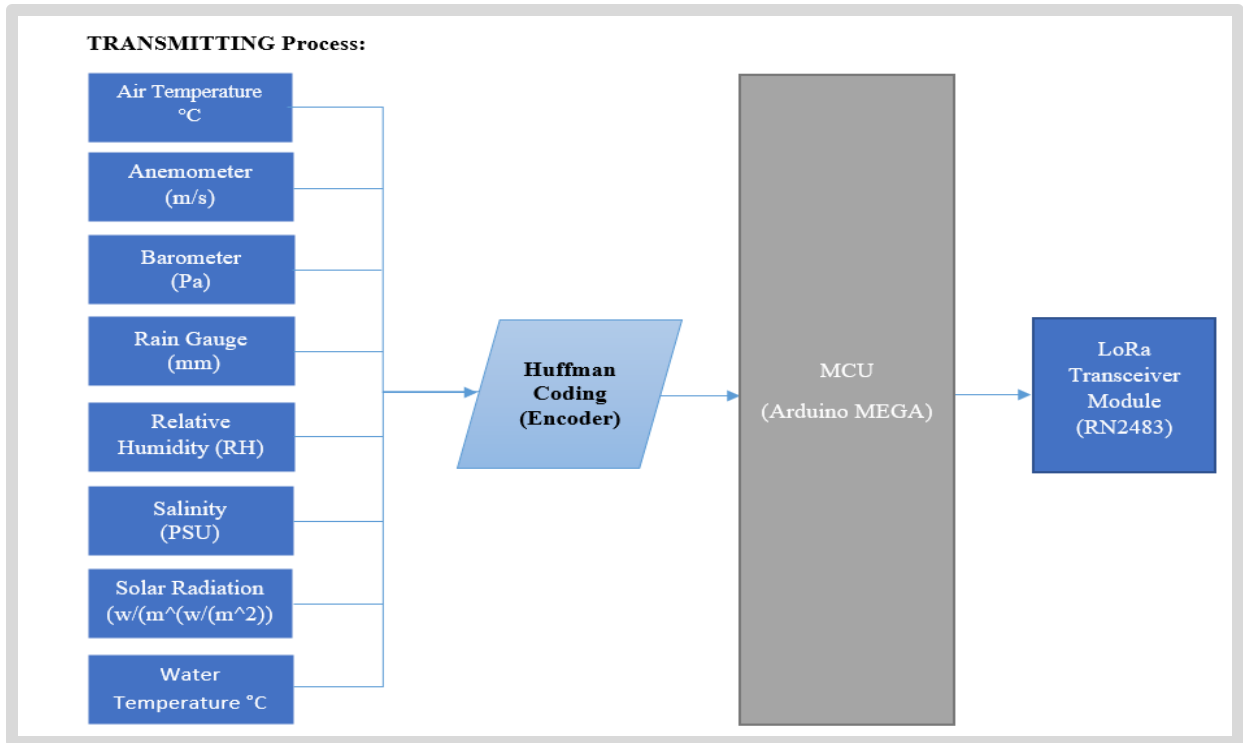 TRANSMITTING Process:
Air Temperature
°C
Anemometer
(m/s)
Barometer
(Pa)
Rain Gauge
(mm)
Relative
Humidity (RH)
Salinity
(PSU)
Solar Radiation
(w/(m^(w/(m^2))
Water
Temperature °C
Huffman
Coding
(Encoder)
MCU
(Arduino MEGA)
LoRa
Transceiver
Module
(RN2483)